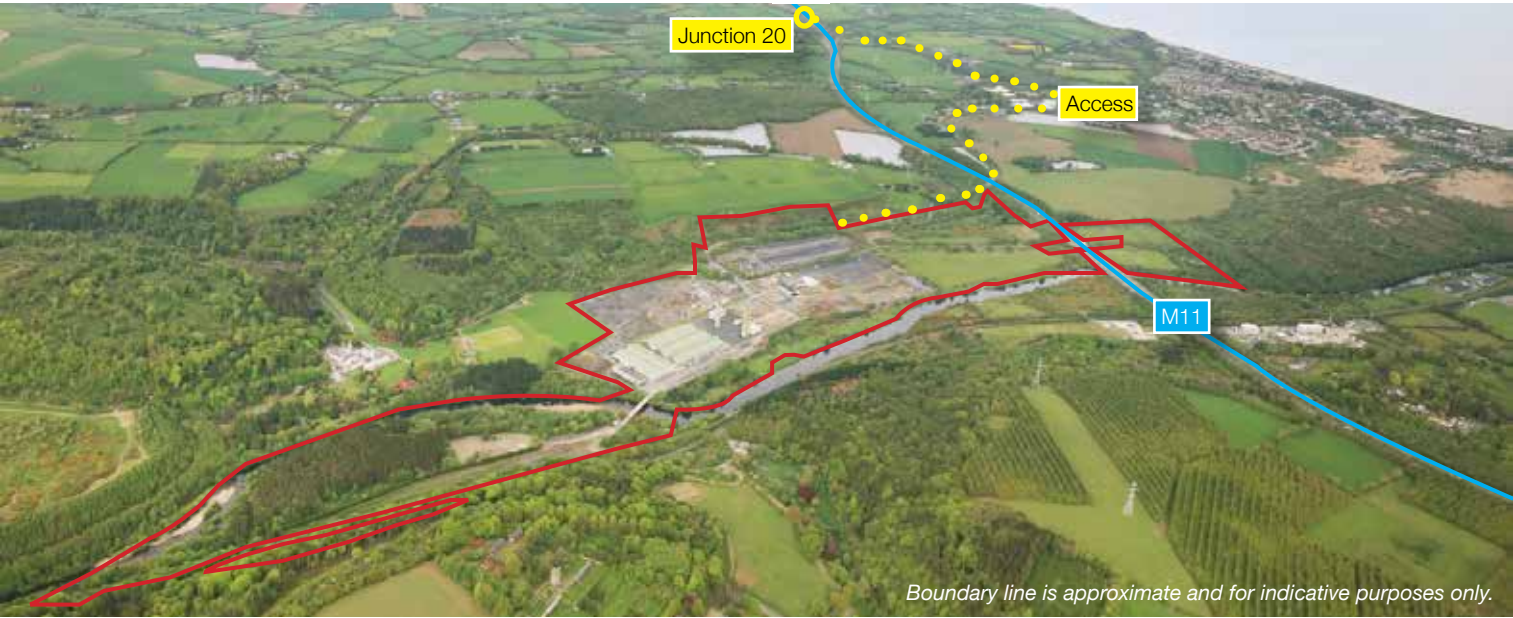 Junction 20
Access
M11
Boundary line is approximate and for indicative purposes only.